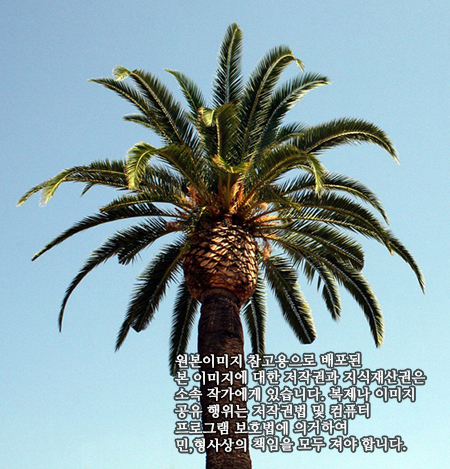 원본이미지 참고용으로 배포된
본 이미지에 대한 저작권과 지식재산권은
소속 작가에게 있습니다. 복제나 이미지
공유 행위는 저작권법 및 컴퓨터
프로그램 보호법에 의거하여
민,형사상의 책임을 모두 져야 합니다.